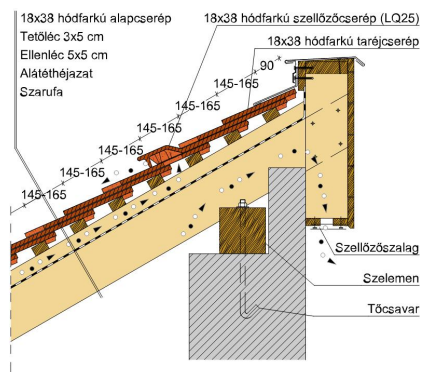 18x38 hódfarkú alapcserép
Tetőléc 3x5 cm
Ellenléc 5x5 cm
Alátéthéjazat
Szarufa
18x38 hódfarkú szellőzőcserép (LQ25)
18x38 hódfarkú taréjcserép
90
145-165
145-165
145-165
145-165
145-165
145-165
Szellőzőszalag
Szelemen
Tőcsavar